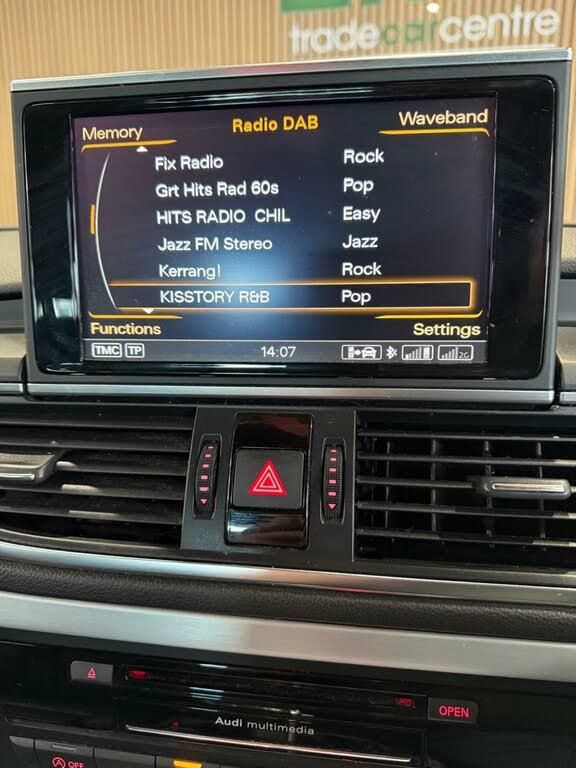 tradecarcentre
Memory
Radio DAB
Waveband
Fix Radio Rock
Grt Hits Rad 60s Pop
HITS RADIO CHIL Easy
Jazz FM Stereo Jazz
Kerrang! Rock
KISSTORY R&B Pop
Functions
Settings
TMC TP 14:07 2G
OPEN
Audi multimedia
OFF